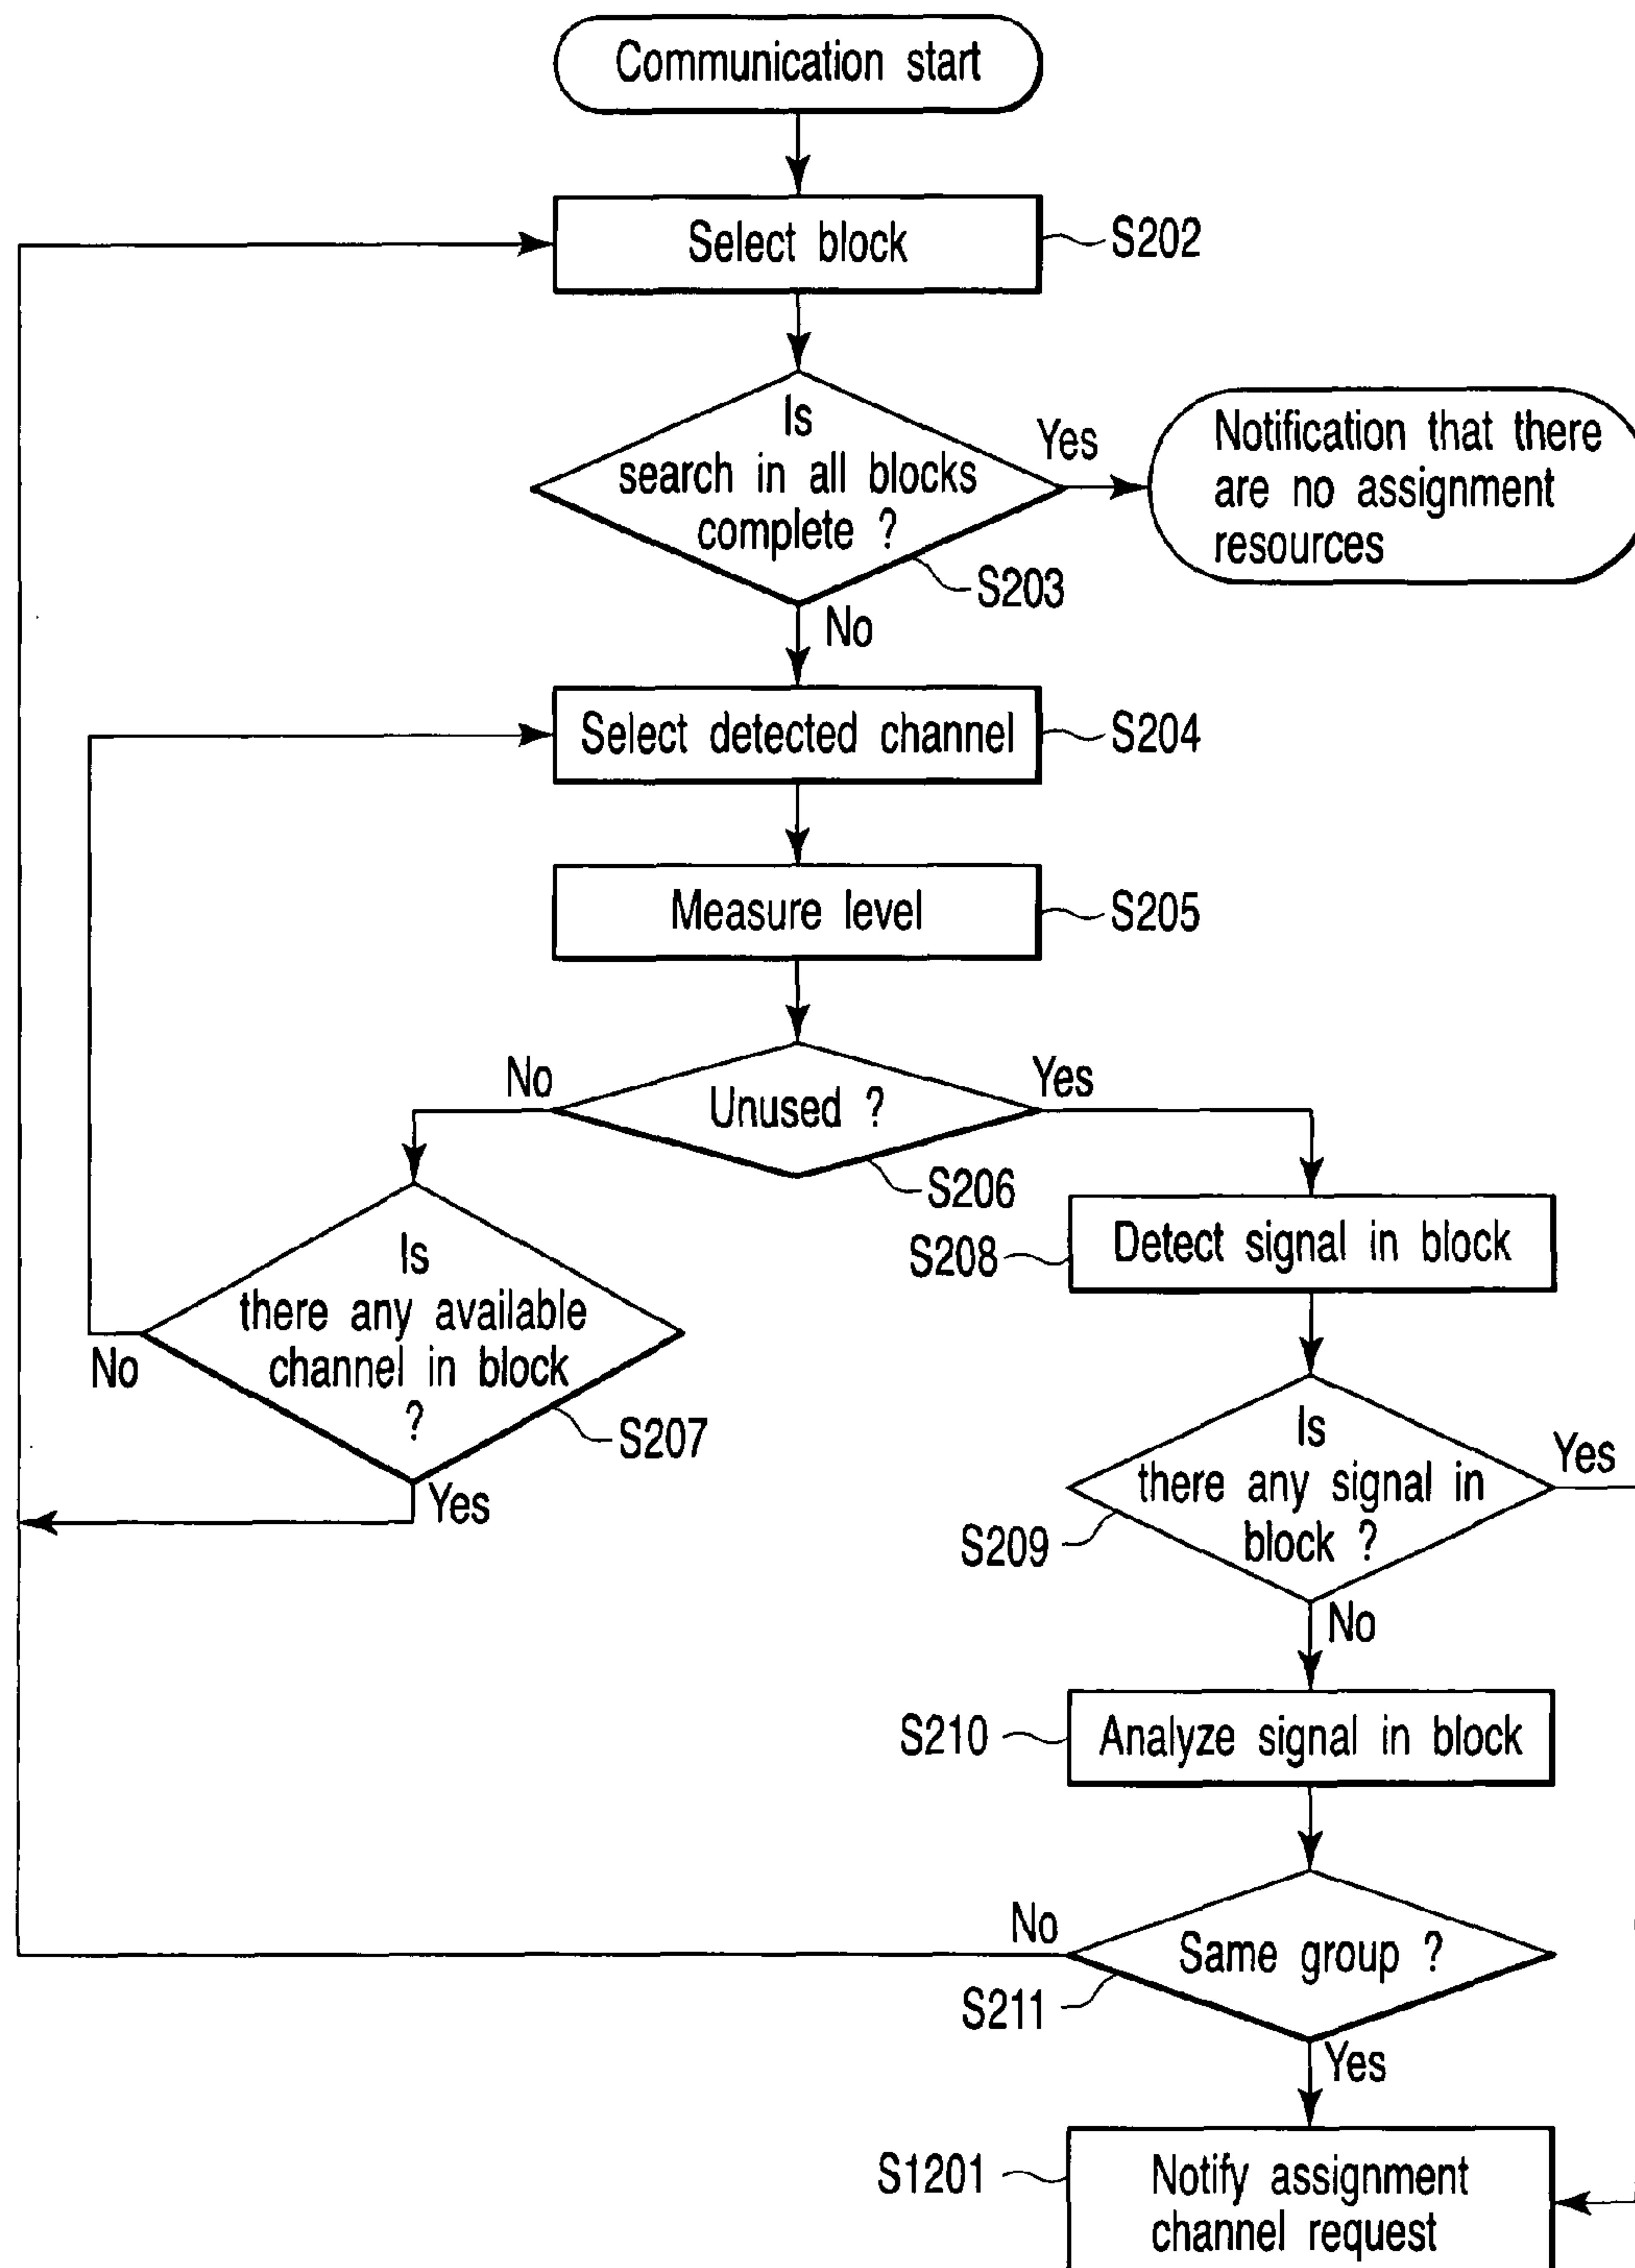 Communication start
Select block
S202
Is
search in all blocks
complete ?
Yes
S203
No
Notification that there
are no assignment
resources
Select detected channel
S204
Measure level
S205
No
Unused ?
Yes
S206
Is
there any available
channel in block
?
No
S207
Yes
S208
Detect signal in block
Is
there any signal in
block ?
Yes
S209
No
S210
Analyze signal in block
No
Same group ?
S211
Yes
S1201
Notify assignment
channel request